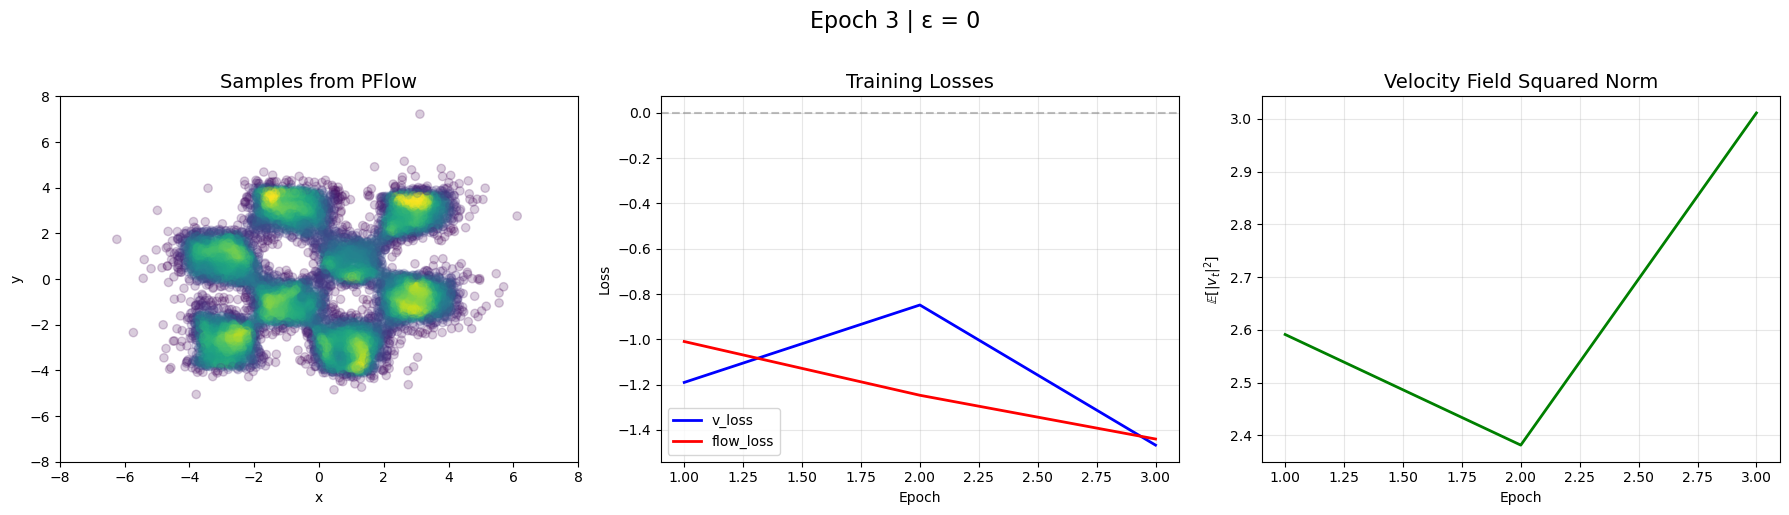 Epoch 3 | ε = 0
Samples from PFlow
8
6
4
2
0
−2
−4
−6
−8
y
−8 −6 −4 −2 0 2 4 6 8
x
Training Losses
0.0
−0.2
−0.4
−0.6
−0.8
−1.0
−1.2
−1.4
Loss
v_loss
flow_loss
1.00 1.25 1.50 1.75 2.00 2.25 2.50 2.75 3.00
Epoch
Velocity Field Squared Norm
3.0
2.9
2.8
2.7
2.6
2.5
2.4
𝔼[|v_t|²]
1.00 1.25 1.50 1.75 2.00 2.25 2.50 2.75 3.00
Epoch